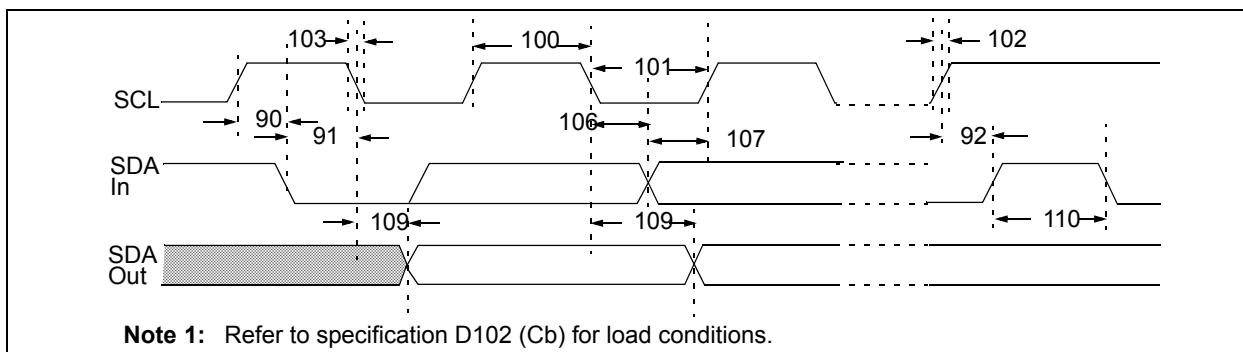 103 100 101 102
SCL
90 91 106 107 92
SDA
In
109 109 110
SDA
Out
Note 1: Refer to specification D102 (Cb) for load conditions.